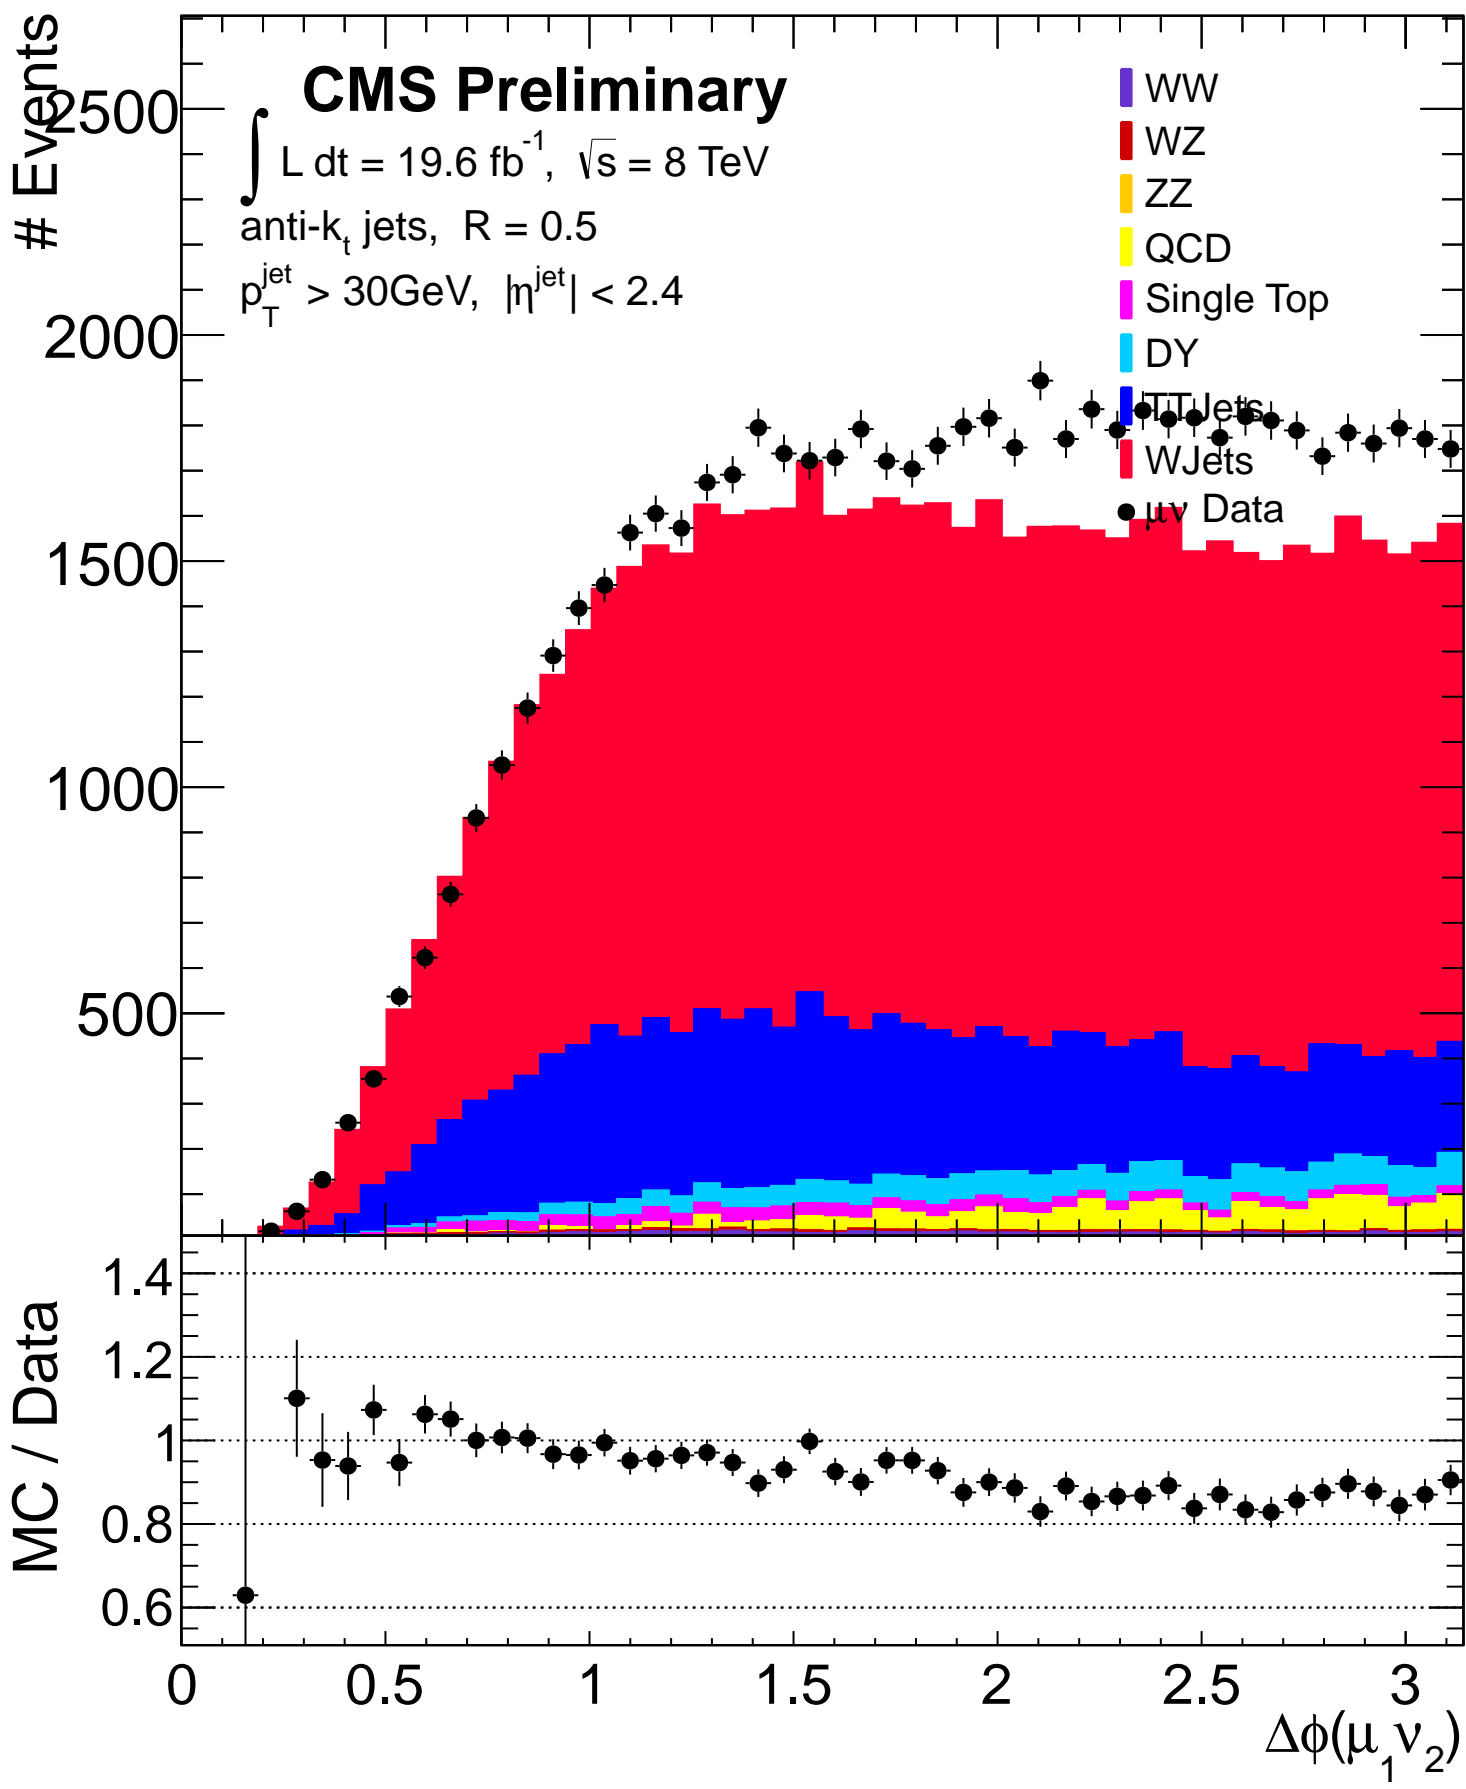 # Events
2500
2000
1500
1000
500
CMS Preliminary
∫ L dt = 19.6 fb⁻¹, √s = 8 TeV
anti-kₜ jets, R = 0.5
p_T^jet > 30GeV, |η^jet| < 2.4
WW
WZ
ZZ
QCD
Single Top
DY
TTJets
WJets
μν Data
MC / Data
1.4
1.2
1
0.8
0.6
0 0.5 1 1.5 2 2.5 3
Δϕ(μ₁ν₂)